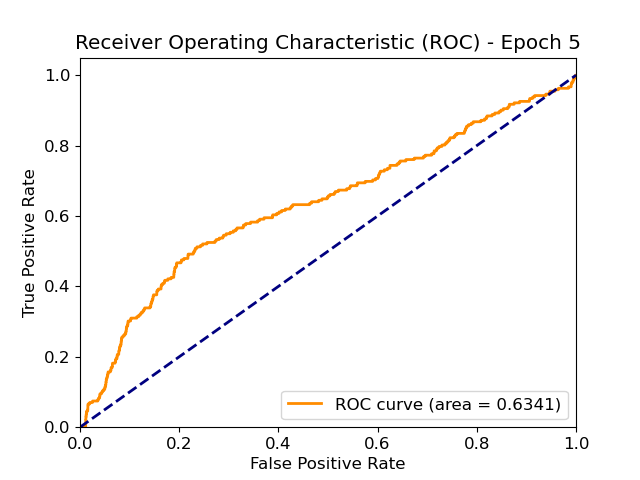 Receiver Operating Characteristic (ROC) - Epoch 5
1.0
0.8
0.6
0.4
0.2
0.0
True Positive Rate
ROC curve (area = 0.6341)
0.0 0.2 0.4 0.6 0.8 1.0
False Positive Rate